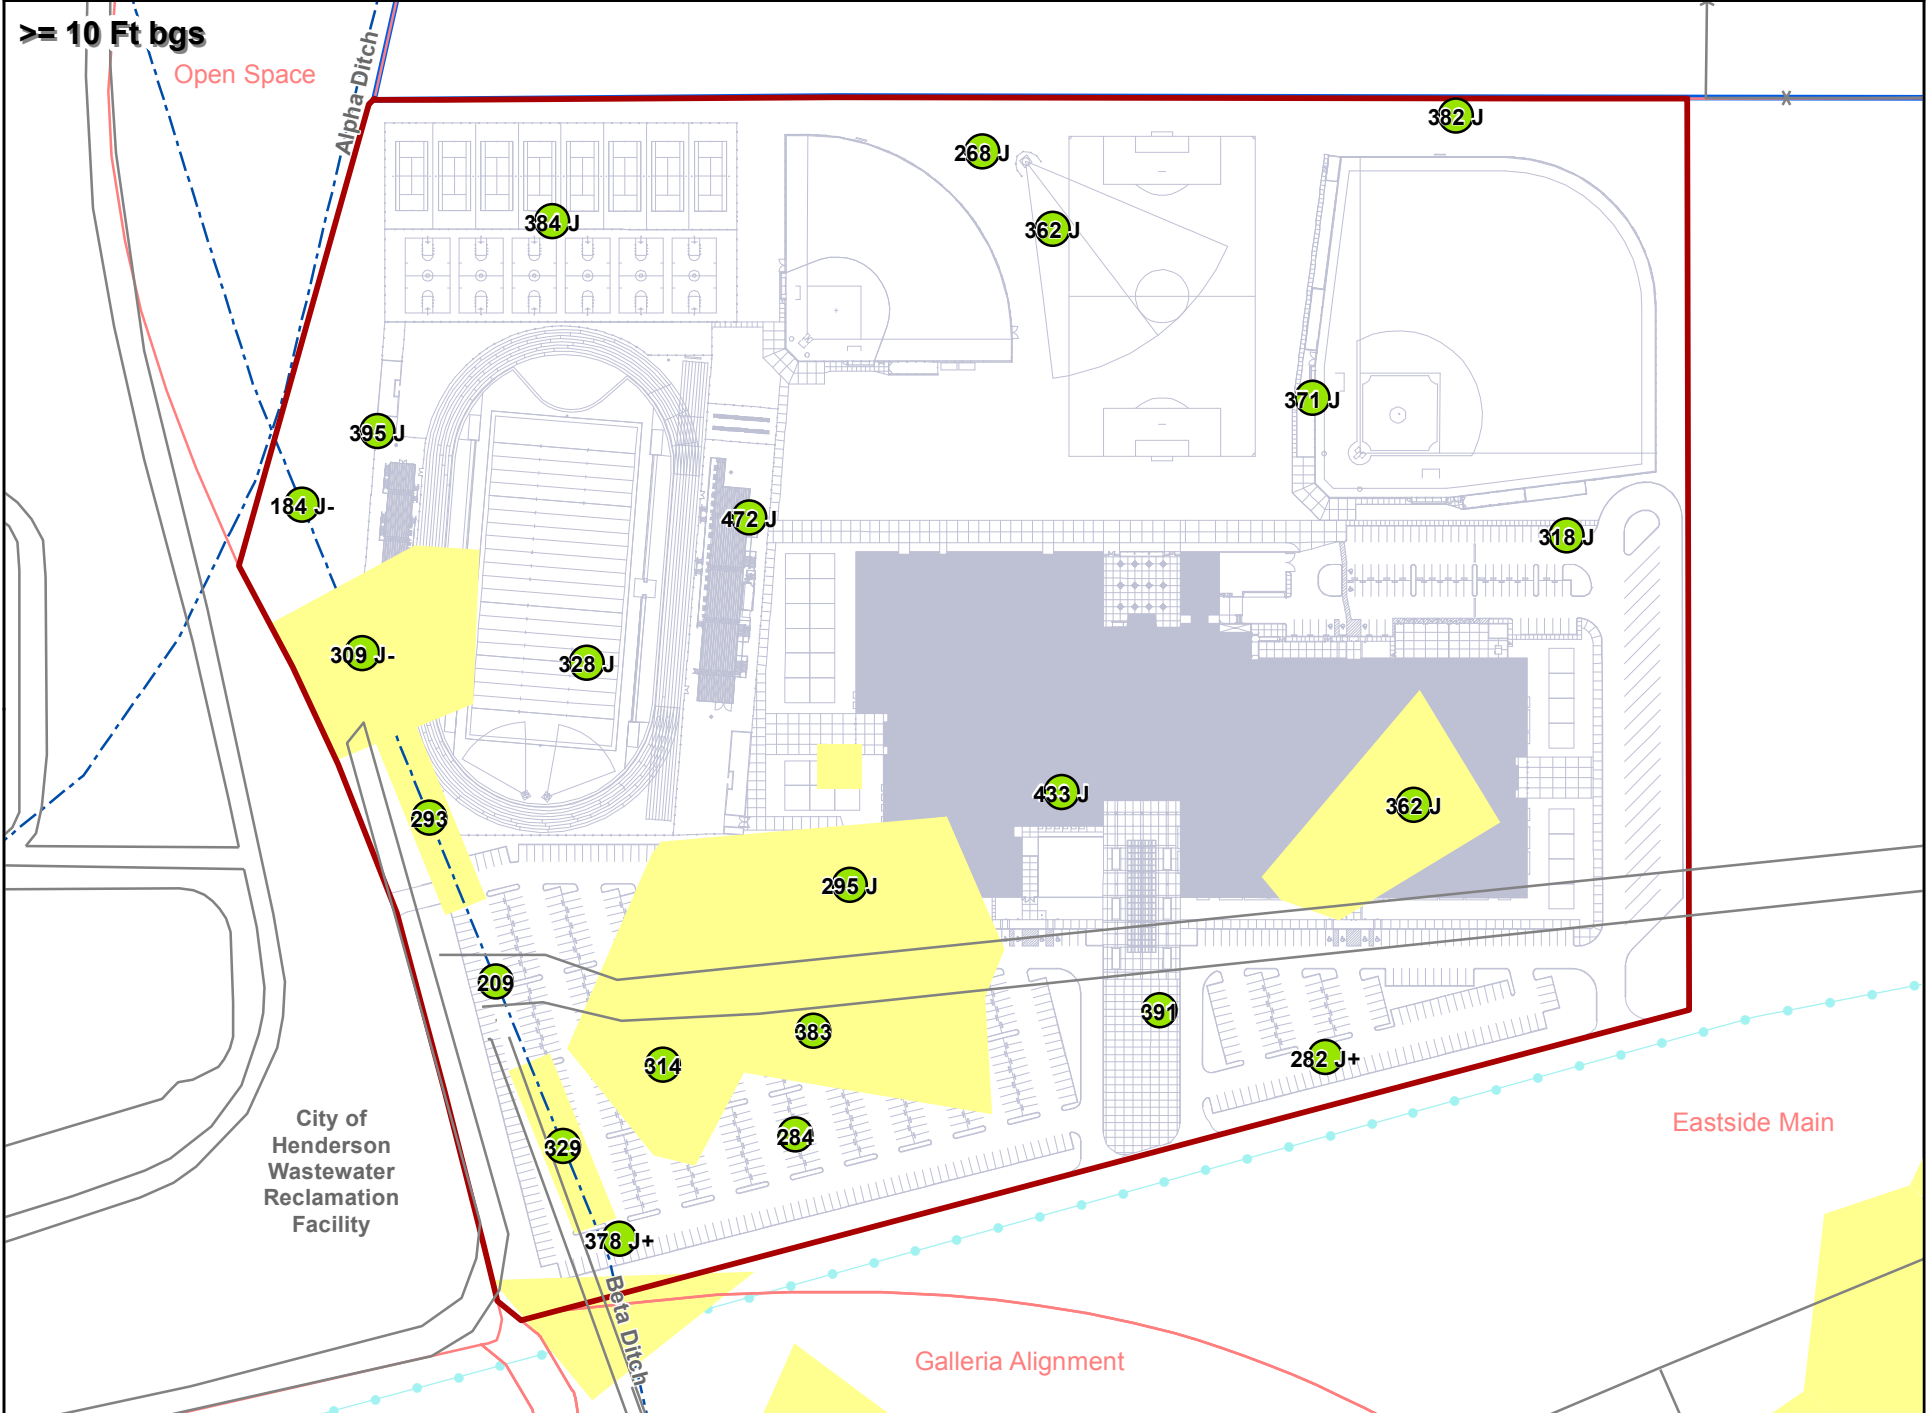 >= 10 Ft bgs
Open Space
Alpha Ditch
X
382 J
268 J
384 J
362 J
371 J
395 J
184 J-
472 J
318 J
309 J-
328 J
433 J
362 J
293
295 J
209
391
383
282 J+
314
284
329
City of
Henderson
Wastewater
Reclamation
Facility
Eastside Main
378 J+
Beta Ditch
Galleria Alignment